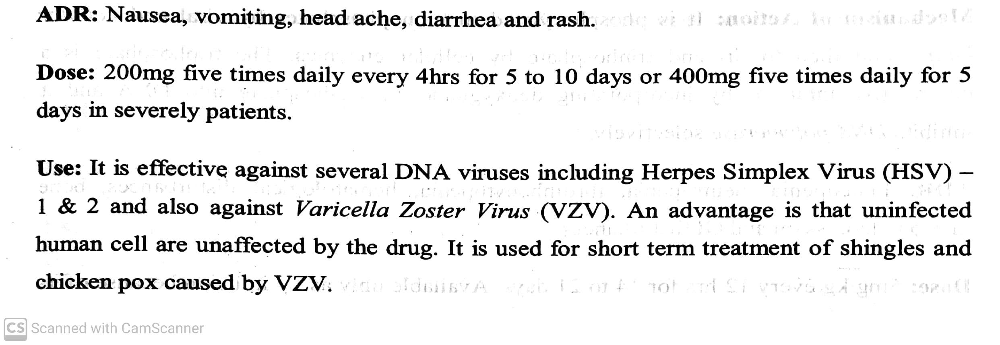 ADR: Nausea, vomiting, head ache, diarrhea and rash.
Dose: 200mg five times daily every 4hrs for 5 to 10 days or 400mg five times daily for 5
days in severely patients.
Use: It is effective against several DNA viruses including Herpes Simplex Virus (HSV) –
1 & 2 and also against Varicella Zoster Virus (VZV). An advantage is that uninfected
human cell are unaffected by the drug. It is used for short term treatment of shingles and
chicken pox caused by VZV.
CS Scanned with CamScanner